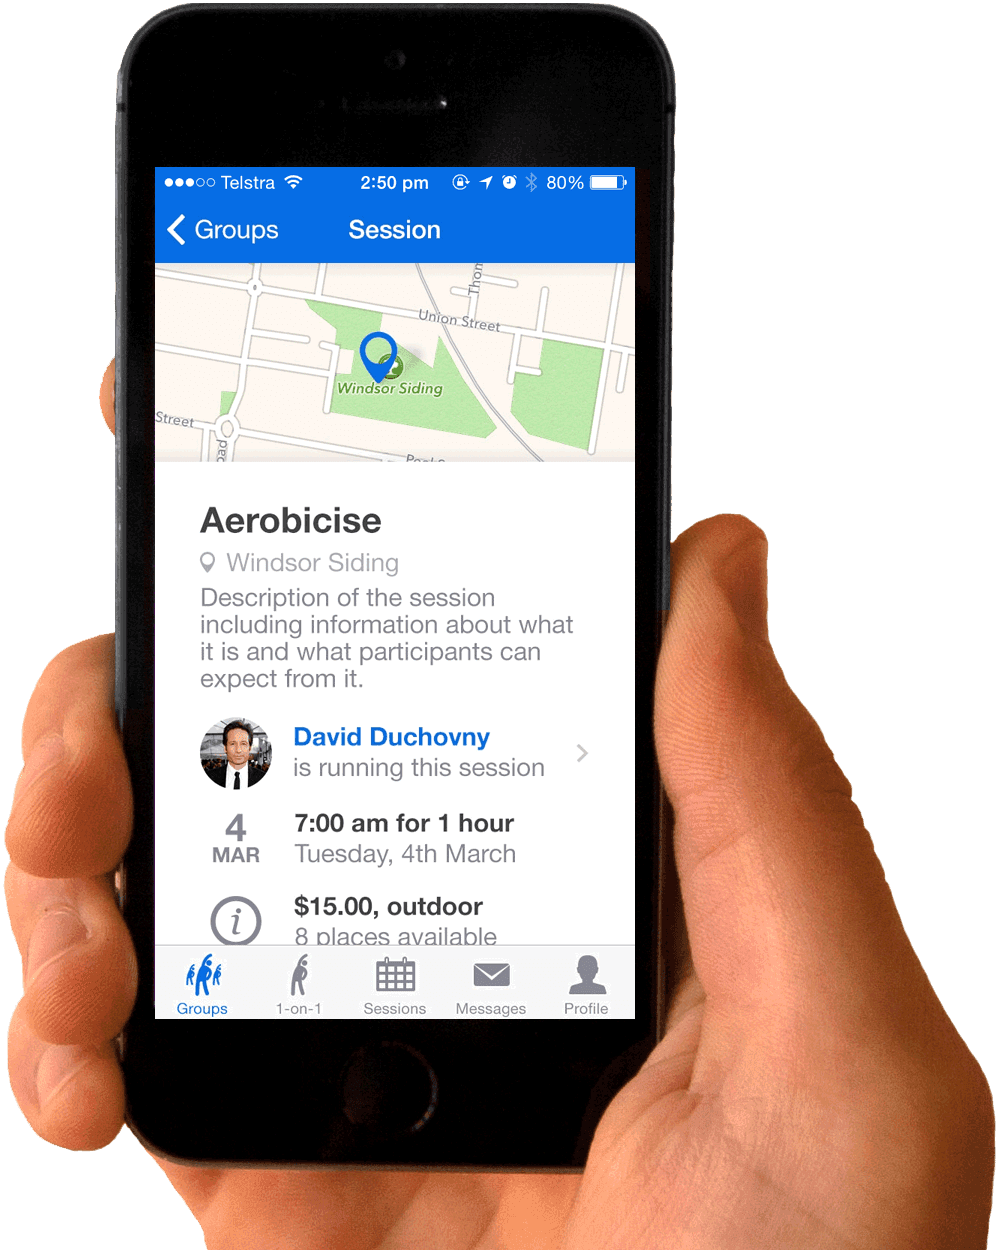 Telstra 2:50 pm 80%
Groups Session
Thom
Union Street
Windsor Siding
Street
Aerobicise
Windsor Siding
Description of the session
including information about what
it is and what participants can
expect from it.
David Duchovny
is running this session
4
MAR
7:00 am for 1 hour
Tuesday, 4th March
i
$15.00, outdoor
8 places available
Groups 1-on-1 Sessions Messages Profile